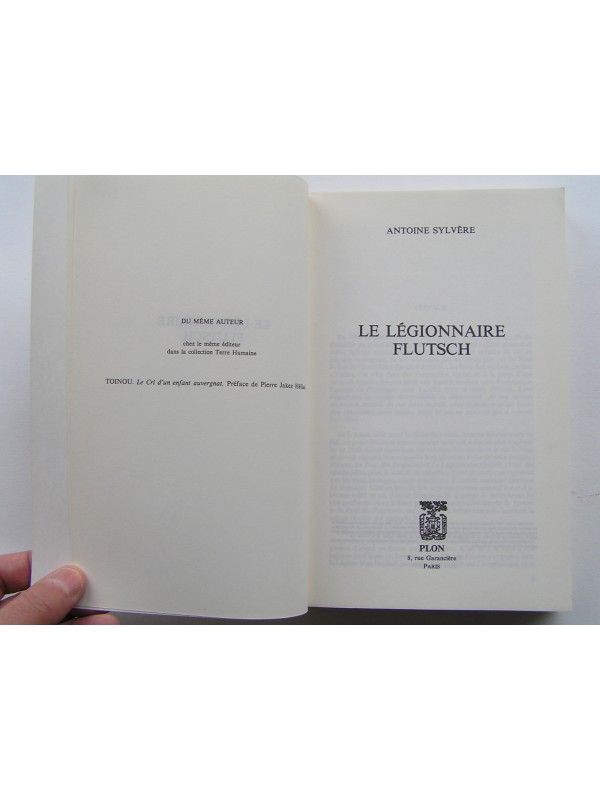 DU MÊME AUTEUR
chez le même éditeur
dans la collection Terre Humaine
TOINOU. Le Cri d'un enfant auvergnat. Préface de Pierre Jakez Hélias
ANTOINE SYLVÈRE
LE LÉGIONNAIRE
FLUTSCH
PLON
8, rue Garancière
PARIS